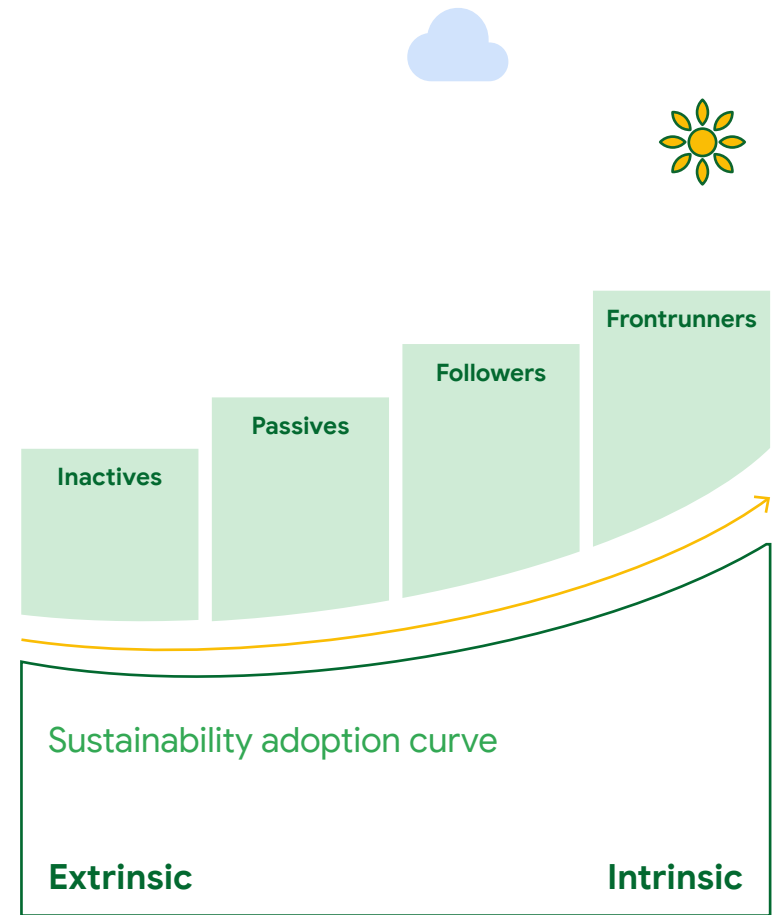 Frontrunners
Followers
Passives
Inactives
Sustainability adoption curve
Extrinsic
Intrinsic